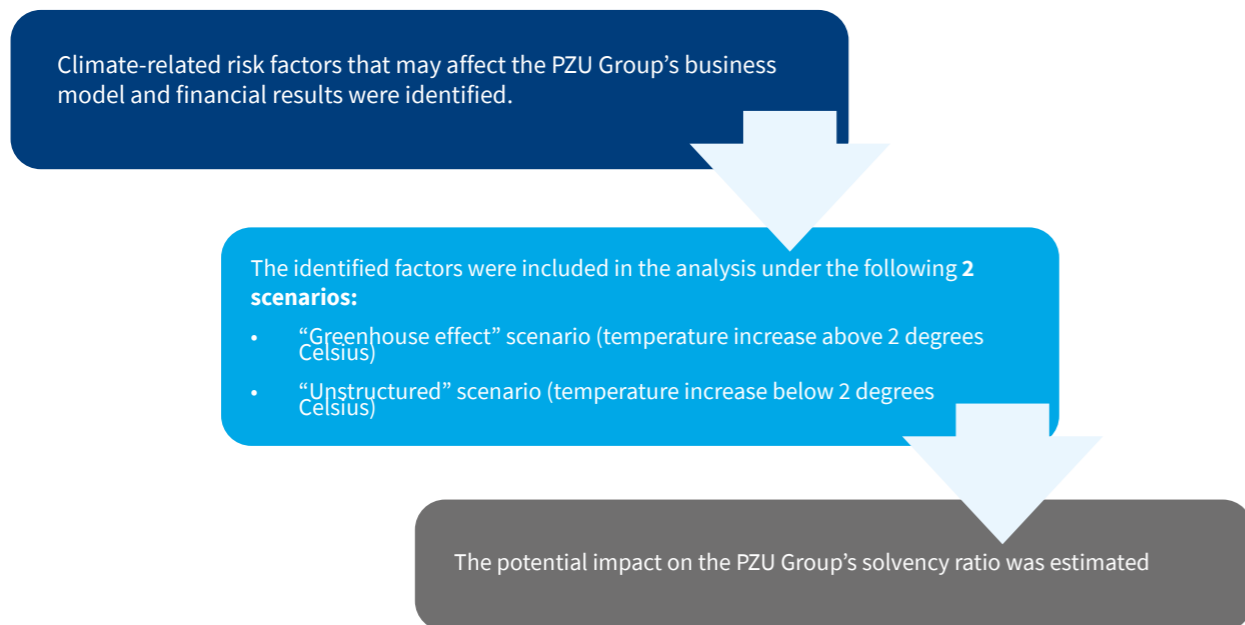 Climate-related risk factors that may affect the PZU Group’s business
model and financial results were identified.
The identified factors were included in the analysis under the following 2
scenarios:
• “Greenhouse effect” scenario (temperature increase above 2 degrees
Celsius)
• “Unstructured” scenario (temperature increase below 2 degrees
Celsius)
The potential impact on the PZU Group’s solvency ratio was estimated